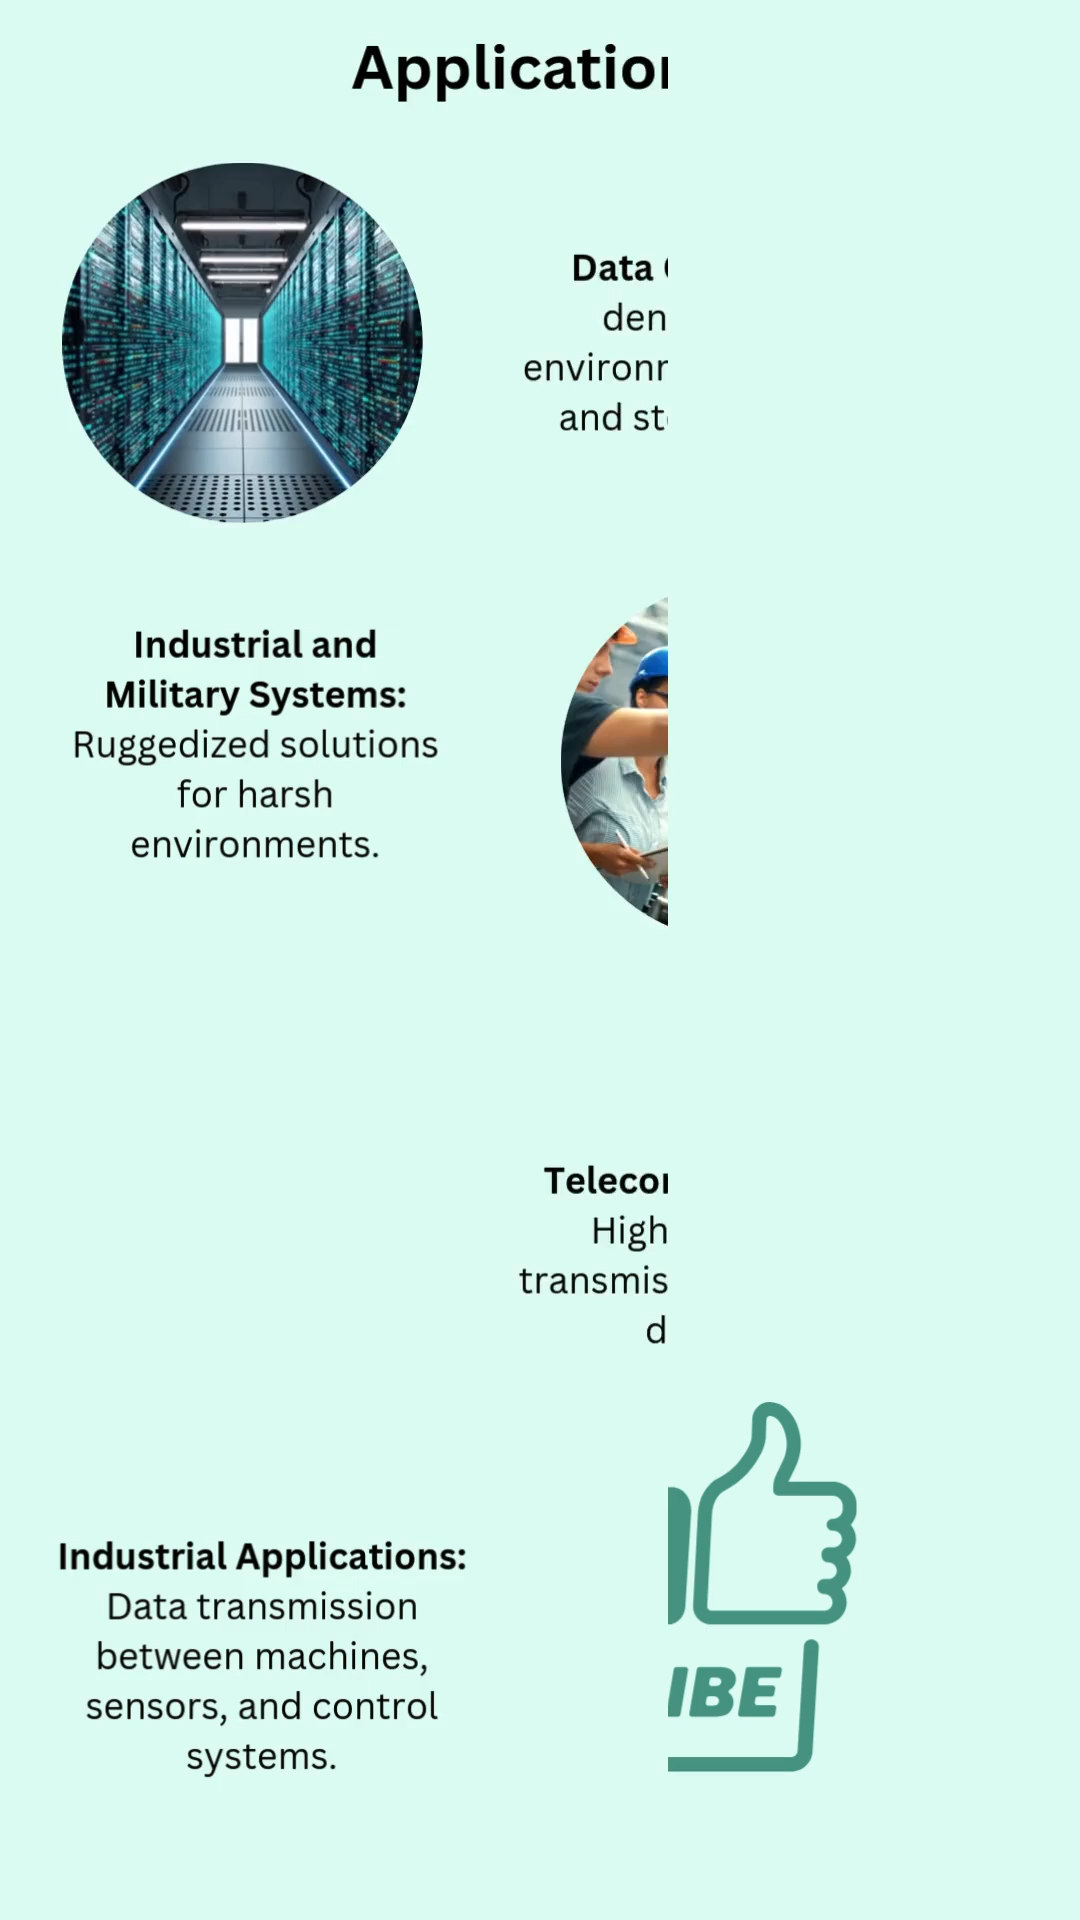 Application
Data
den
environ
and st
Industrial and
Military Systems:
Ruggedized solutions
for harsh
environments.
Teleco
High
transmis
d
Industrial Applications:
Data transmission
between machines,
sensors, and control
systems.
IBE